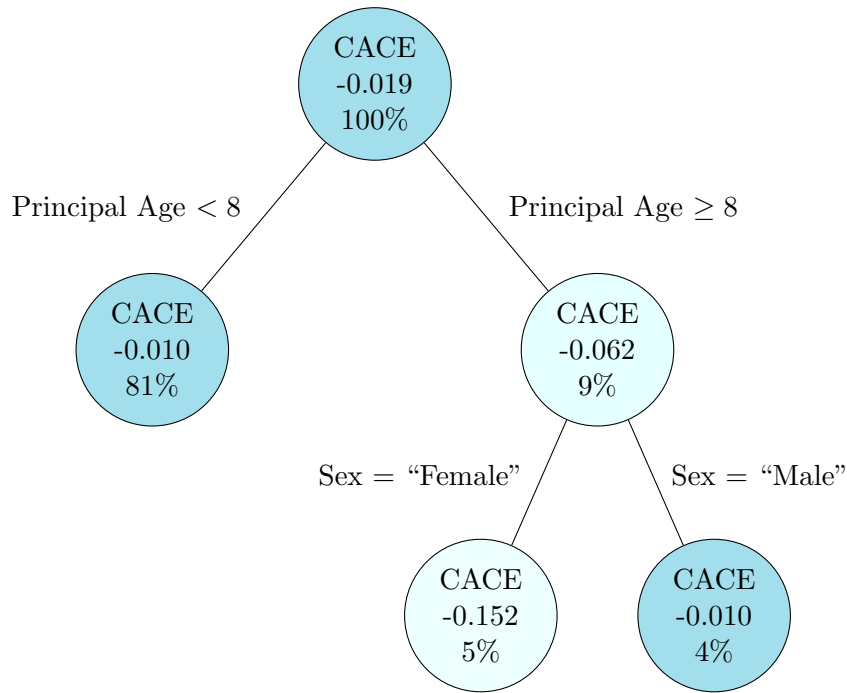 CACE
-0.019
100%
Principal Age < 8
Principal Age ≥ 8
CACE
-0.010
81%
CACE
-0.062
9%
Sex = “Female”
Sex = “Male”
CACE
-0.152
5%
CACE
-0.010
4%